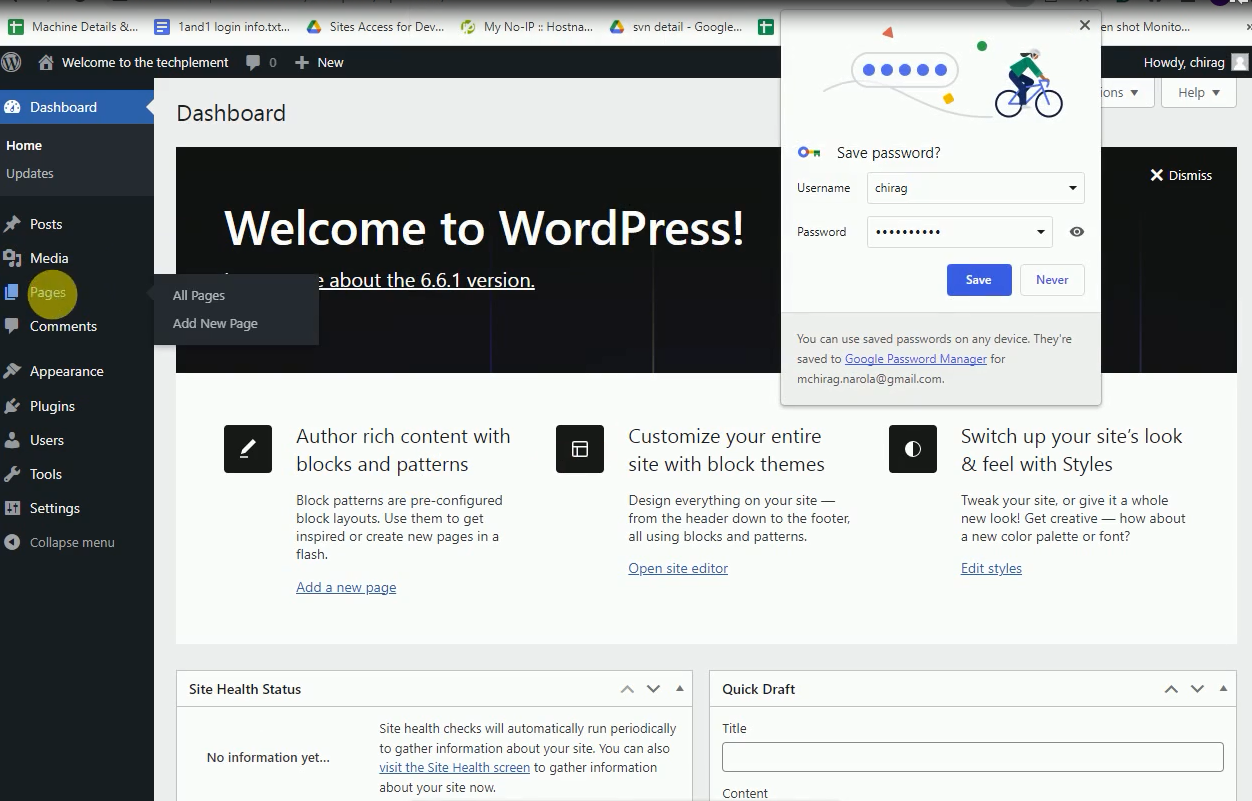 Machine Details &...
1and1 login info.txt...
Sites Access for Dev...
My No-IP :: Hostna...
svn detail - Google...
en shot Monito...
Welcome to the techplement
0
New
Howdy, chirag
Dashboard
Home
Updates
Posts
Media
Pages
All Pages
Add New Page
Comments
Appearance
Plugins
Users
Tools
Settings
Collapse menu
Dashboard
ions
Help
Save password?
Username
chirag
Password
••••••••••
Save
Never
You can use saved passwords on any device. They're
saved to Google Password Manager for
mchirag.narola@gmail.com.
Dismiss
Welcome to WordPress!
e about the 6.6.1 version.
Author rich content with
blocks and patterns
Block patterns are pre-configured
block layouts. Use them to get
inspired or create new pages in a
flash.
Add a new page
Customize your entire
site with block themes
Design everything on your site —
from the header down to the footer,
all using blocks and patterns.
Open site editor
Switch up your site's look
& feel with Styles
Tweak your site, or give it a whole
new look! Get creative — how about
a new color palette or font?
Edit styles
Site Health Status
No information yet...
Site health checks will automatically run periodically
to gather information about your site. You can also
visit the Site Health screen to gather information
about your site now.
Quick Draft
Title
Content